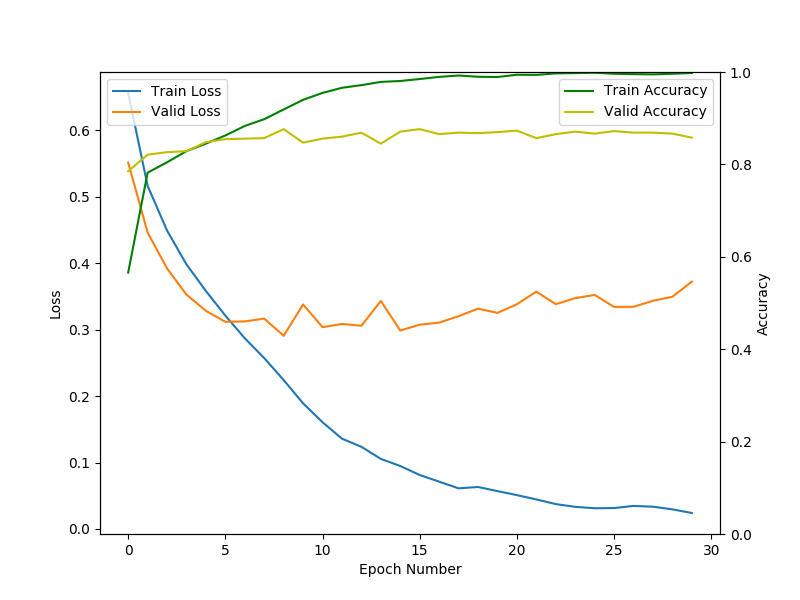 Train Loss
Valid Loss
Train Accuracy
Valid Accuracy
Loss
0.6
0.5
0.4
0.3
0.2
0.1
0.0
1.0
0.8
0.6
0.4
0.2
0.0
Accuracy
0 5 10 15 20 25 30
Epoch Number